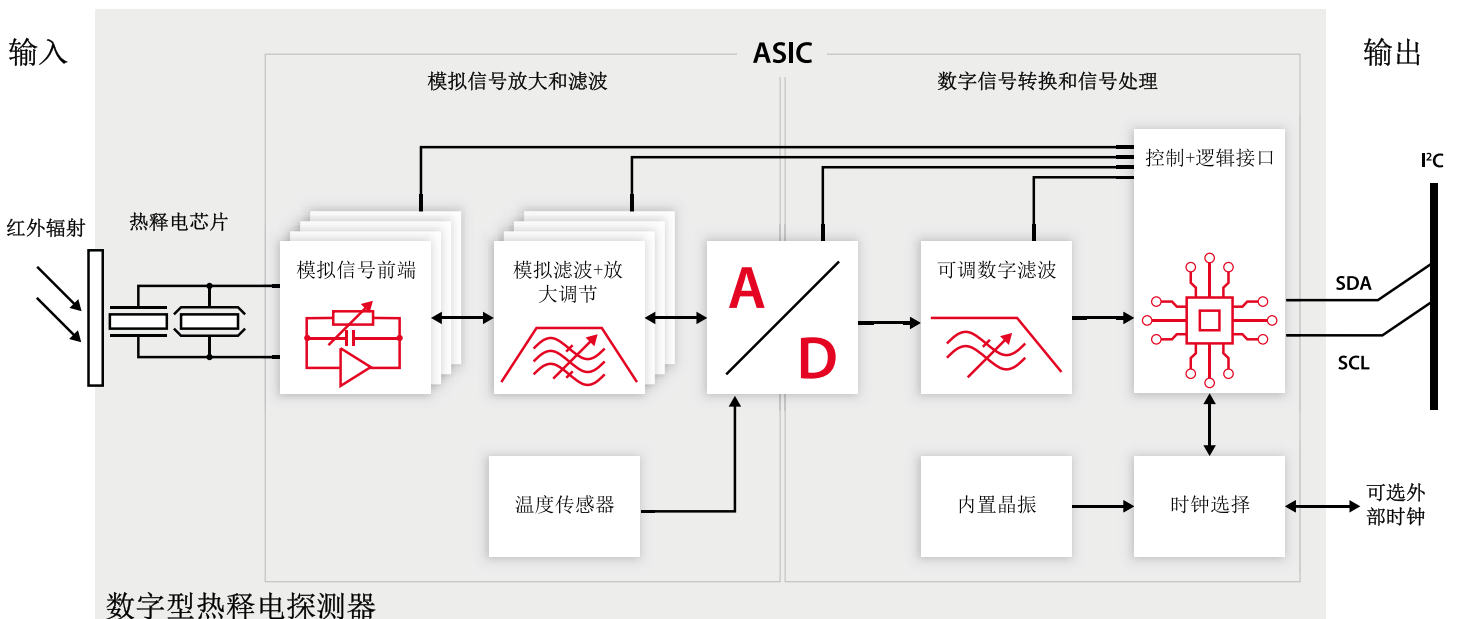 输入
ASIC
输出
模拟信号放大和滤波
数字信号转换和信号处理
控制+逻辑接口
I²C
红外辐射
热释电芯片
模拟信号前端
模拟滤波+放
大调节
A
D
可调数字滤波
SDA
SCL
温度传感器
内置晶振
时钟选择
可选外
部时钟
数字型热释电探测器